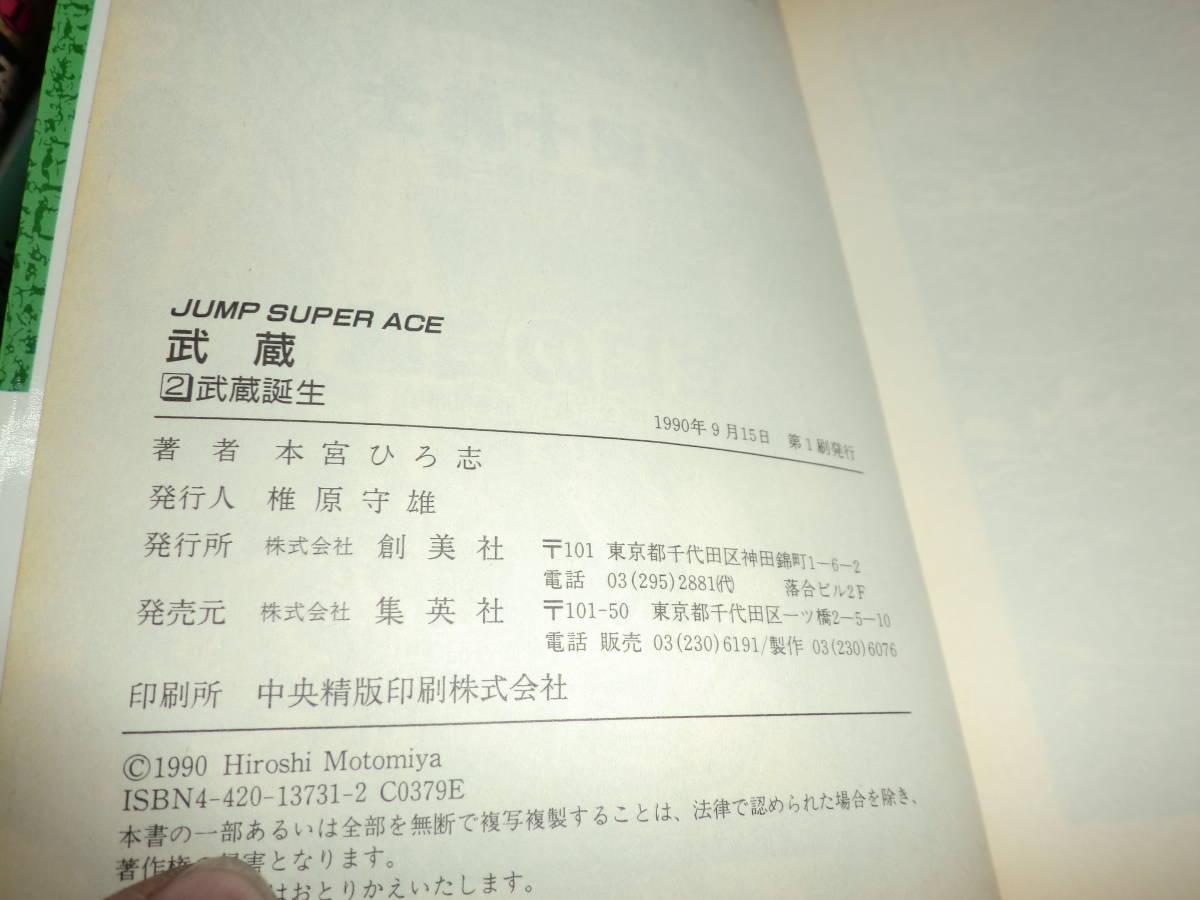 JUMP SUPER ACE
武 蔵
2 武蔵誕生
1990年9月15日 第1刷発行
著 者 本宮ひろ志
発行人 椎原守雄
発行所 株式会社 創美社 〒101 東京都千代田区神田錦町1-6-2
電話 03(295)2881㈹ 落合ビル2F
発売元 株式会社 集英社 〒101-50 東京都千代田区一ツ橋2-5-10
電話 販売 03(230)6191/製作 03(230)6076
印刷所 中央精版印刷株式会社
©1990 Hiroshi Motomiya
ISBN4-420-13731-2 C0379E
本書の一部あるいは全部を無断で複写複製することは、法律で認められた場合を除き、
著作権の侵害となります。
はおとりかえいたします。